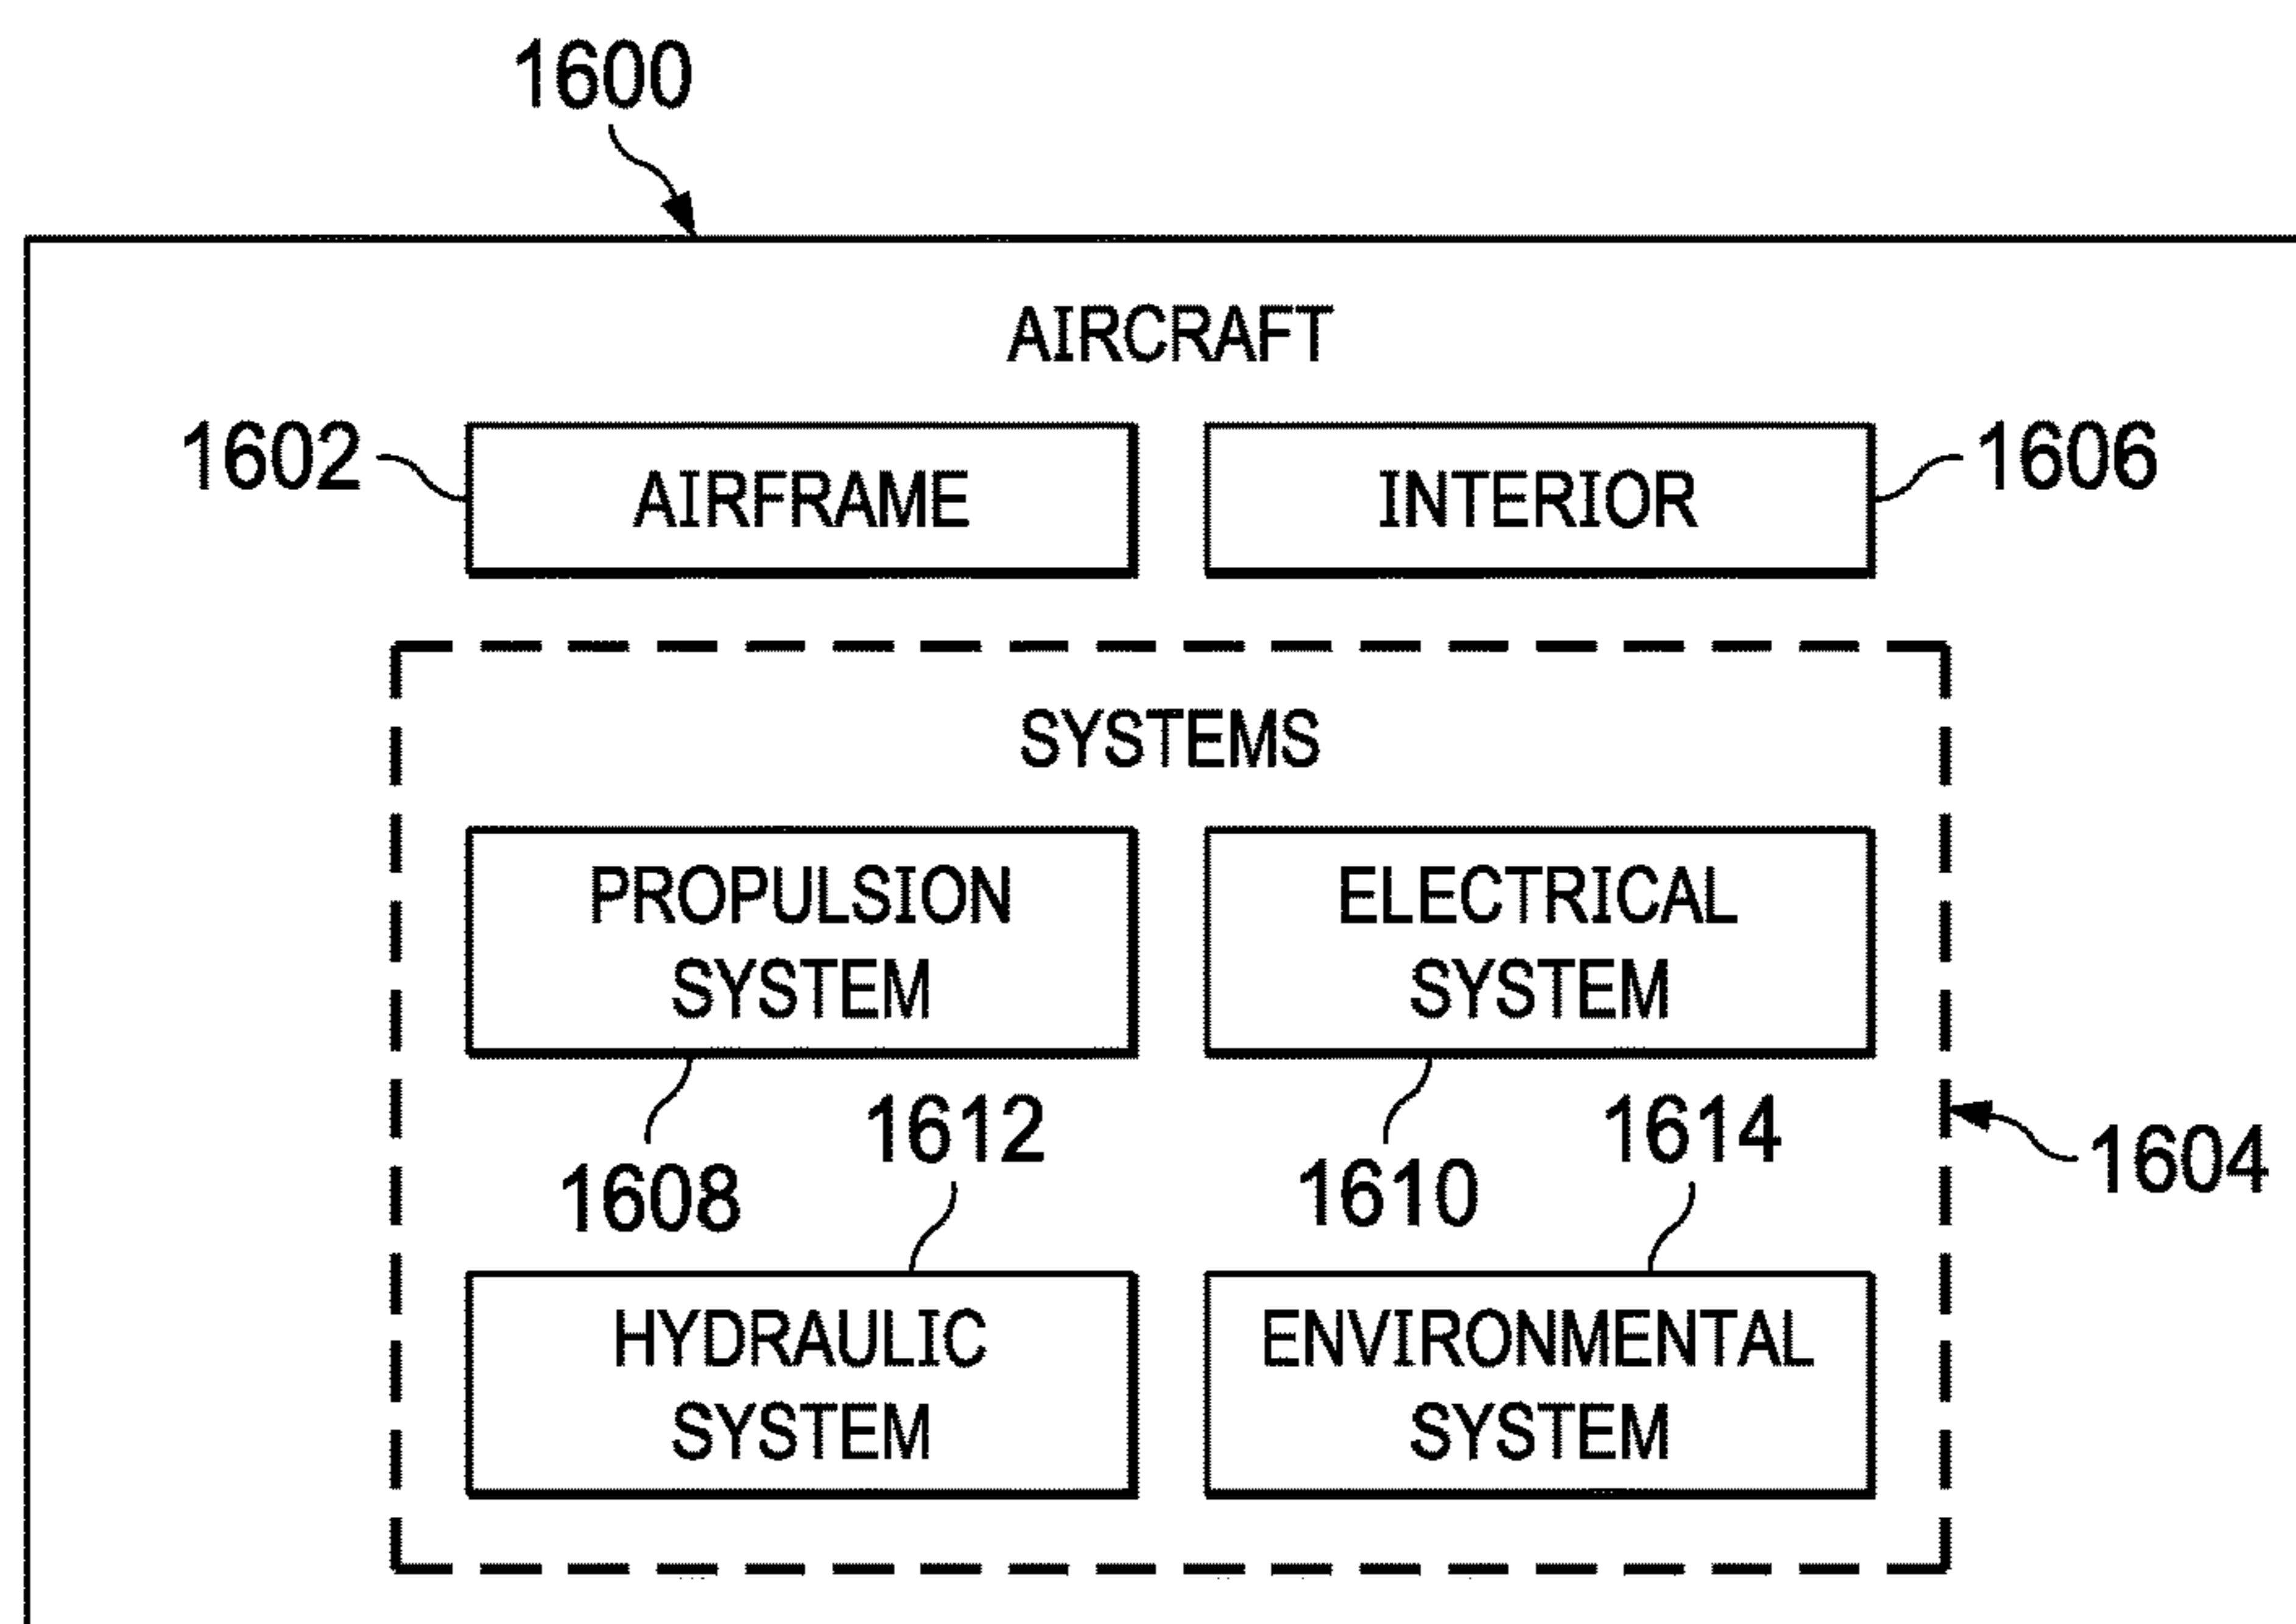 1600
AIRCRAFT
1602
AIRFRAME
INTERIOR
1606
SYSTEMS
PROPULSION
SYSTEM
ELECTRICAL
SYSTEM
1608
1612
1610
1614
1604
HYDRAULIC
SYSTEM
ENVIRONMENTAL
SYSTEM